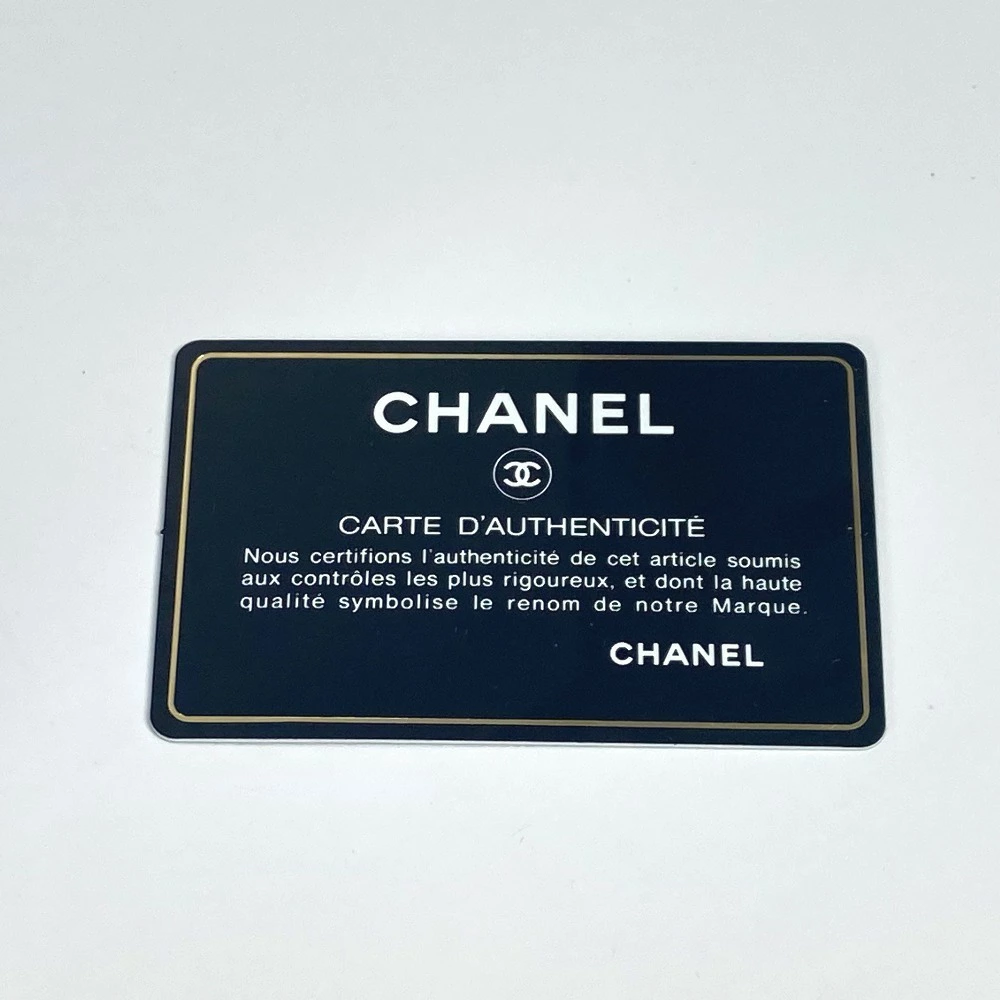 CHANEL
CARTE D'AUTHENTICITÉ
Nous certifions l'authenticité de cet article soumis
aux contrôles les plus rigoureux, et dont la haute
qualité symbolise le renom de notre Marque.
CHANEL